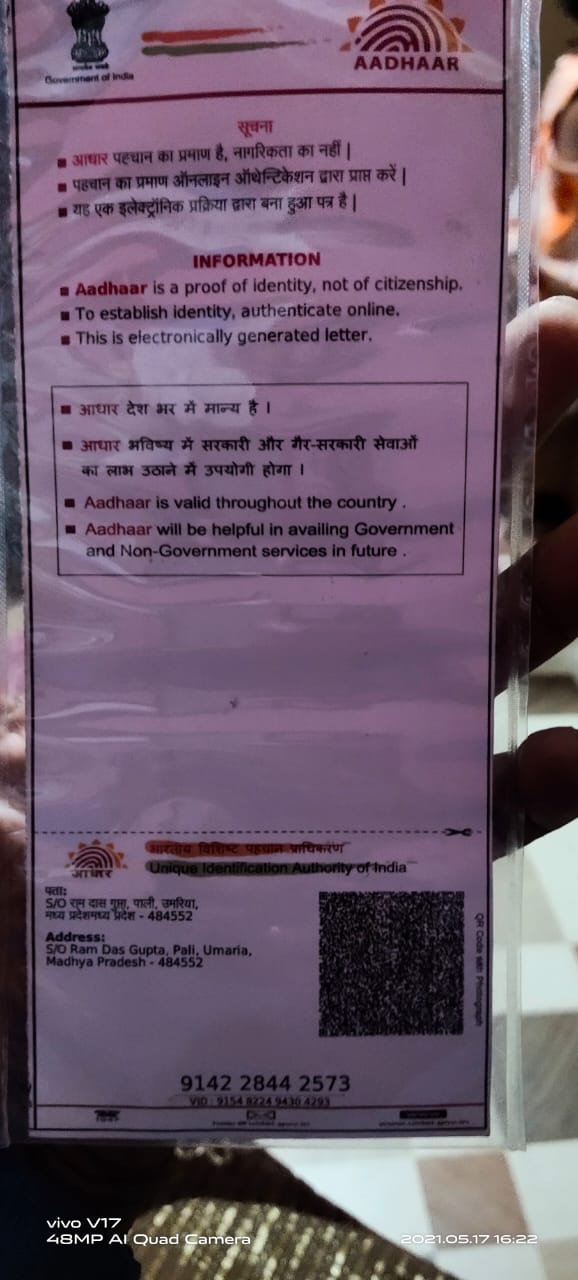 Government of India
AADHAAR
सूचना
■ आधार पहचान का प्रमाण है, नागरिकता का नहीं |
■ पहचान का प्रमाण ऑनलाइन ऑथेन्टिकेशन द्वारा प्राप्त करें |
■ यह एक इलेक्ट्रॉनिक प्रक्रिया द्वारा बना हुआ पत्र है |
INFORMATION
■ Aadhaar is a proof of identity, not of citizenship.
■ To establish identity, authenticate online.
■ This is electronically generated letter.
■ आधार देश भर में मान्य है ।
■ आधार भविष्य में सरकारी और गैर-सरकारी सेवाओं
का लाभ उठाने में उपयोगी होगा ।
■ Aadhaar is valid throughout the country .
■ Aadhaar will be helpful in availing Government
and Non-Government services in future .
भारतीय विशिष्ट पहचान प्राधिकरण
Unique Identification Authority of India
आधार
पता:
S/O राम दास गुप्ता, पाली, उमरिया,
मध्य प्रदेशमध्य प्रदेश - 484552
Address:
S/O Ram Das Gupta, Pali, Umaria,
Madhya Pradesh - 484552
QR Code with Photograph
9142 2844 2573
VID : 9154 8224 9430 4293
vivo V17
48MP AI Quad Camera
2021.05.17 16:22